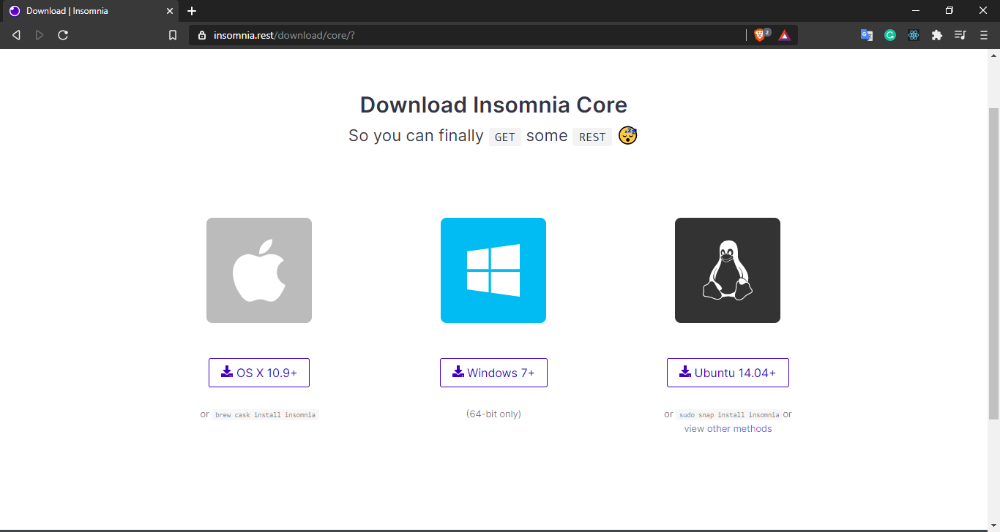 Download | Insomnia
insomnia.rest/download/core/?
2
Download Insomnia Core
So you can finally GET some REST
OS X 10.9+
Windows 7+
Ubuntu 14.04+
or brew cask install insomnia
(64-bit only)
or sudo snap install insomnia or
view other methods